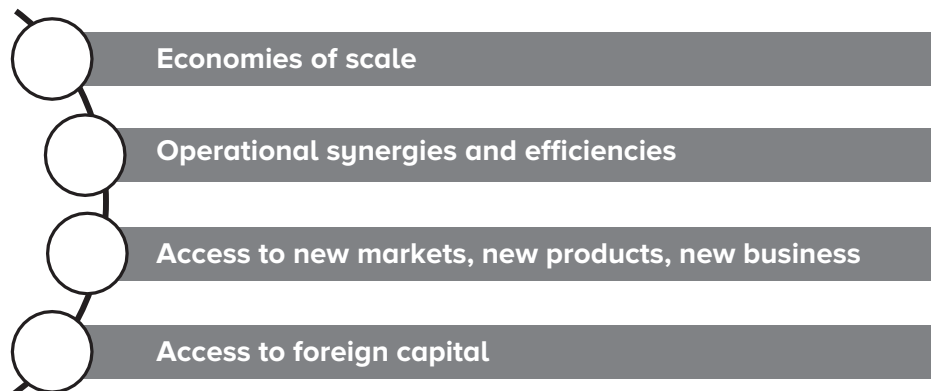 Economies of scale
Operational synergies and efficiencies
Access to new markets, new products, new business
Access to foreign capital